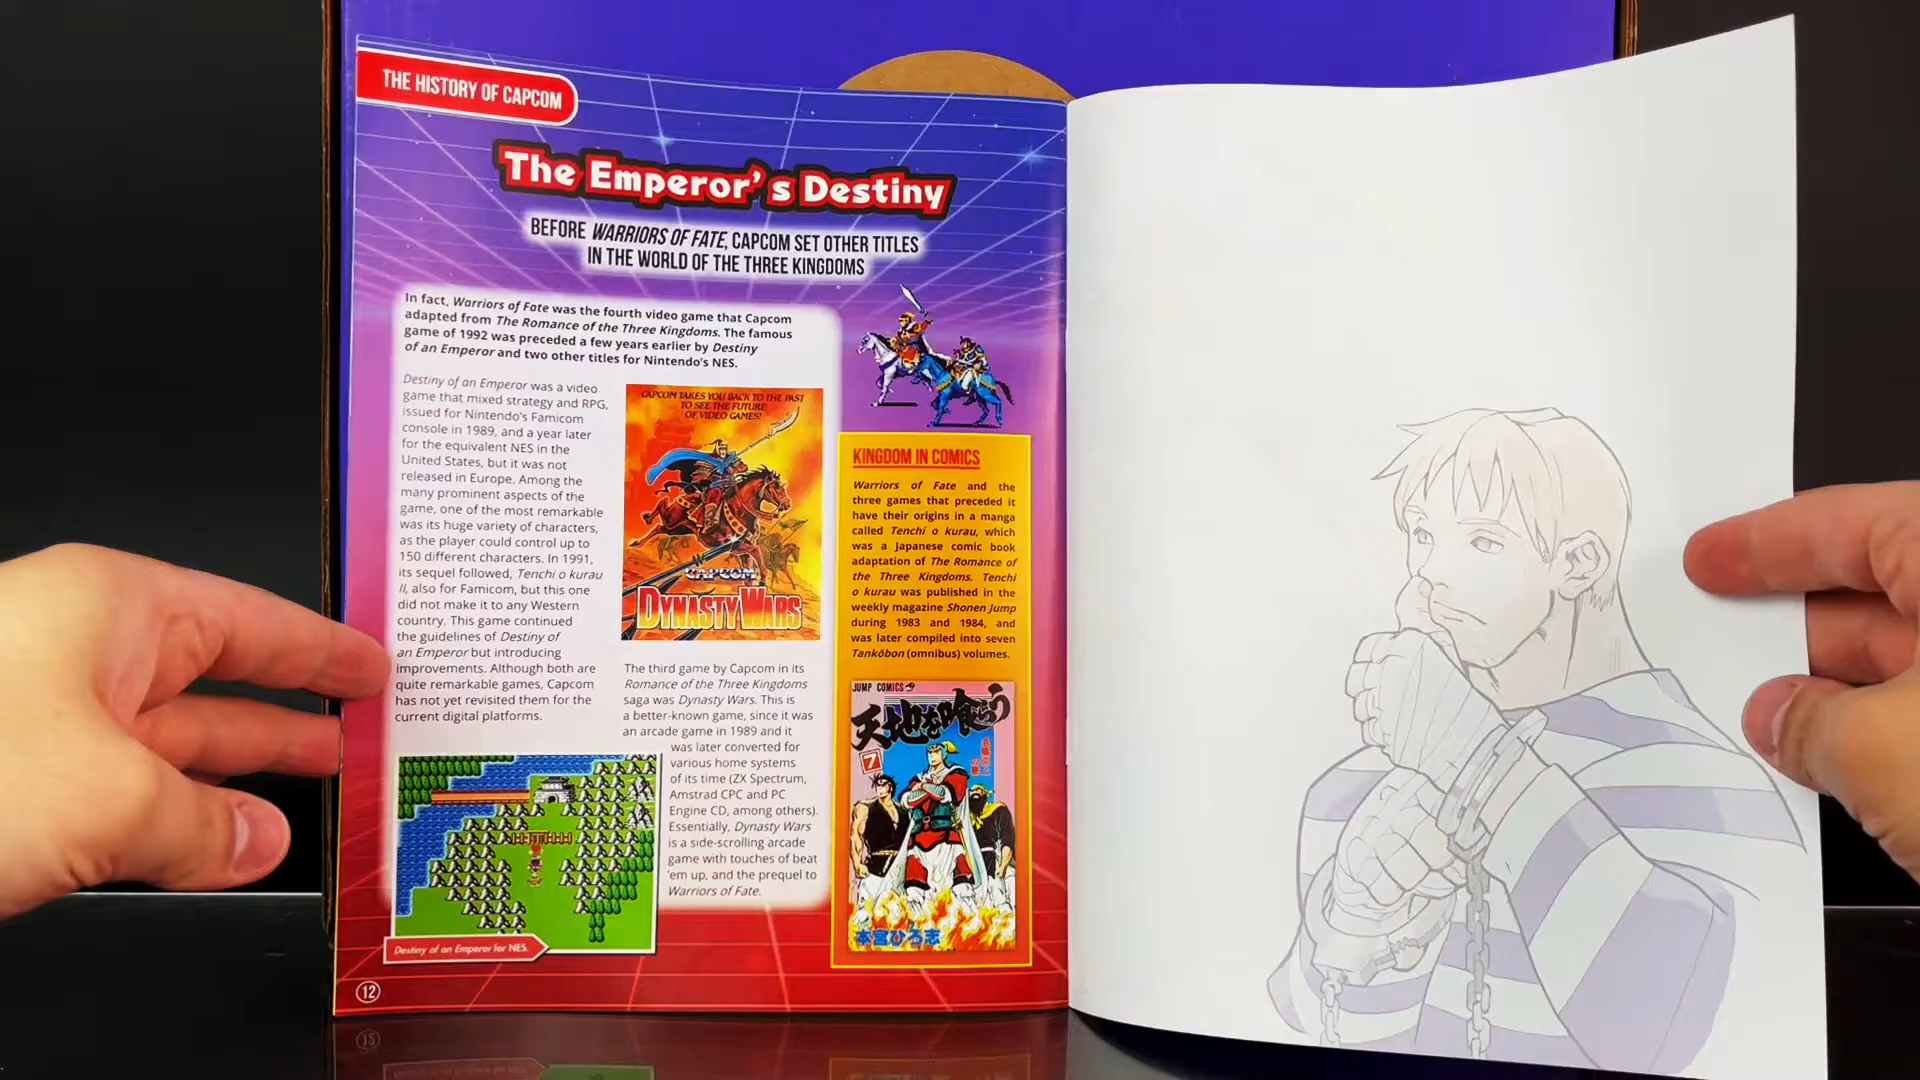 THE HISTORY OF CAPCOM
The Emperor's Destiny
BEFORE WARRIORS OF FATE, CAPCOM SET OTHER TITLES
IN THE WORLD OF THE THREE KINGDOMS
In fact, Warriors of Fate was the fourth video game that Capcom
adapted from The Romance of the Three Kingdoms. The famous
game of 1992 was preceded a few years earlier by Destiny
of an Emperor and two other titles for Nintendo's NES.
Destiny of an Emperor was a video
game that mixed strategy and RPG,
issued for Nintendo's Famicom
console in 1989, and a year later
for the equivalent NES in the
United States, but it was not
released in Europe. Among the
many prominent aspects of the
game, one of the most remarkable
was its huge variety of characters,
as the player could control up to
150 different characters. In 1991,
its sequel followed, Tenchi o kurau
II, also for Famicom, but this one
did not make it to any Western
country. This game continued
the guidelines of Destiny of
an Emperor but introducing
improvements. Although both are
quite remarkable games, Capcom
has not yet revisited them for the
current digital platforms.
Destiny of an Emperor for NES.
CAPCOM TAKES YOU BACK TO THE PAST
TO SEE THE FUTURE
OF VIDEO GAMES!
CAPCOM
DYNASTY WARS
The third game by Capcom in its
Romance of the Three Kingdoms
saga was Dynasty Wars. This is
a better-known game, since it was
an arcade game in 1989 and it
was later converted for
various home systems
of its time (ZX Spectrum,
Amstrad CPC and PC
Engine CD, among others).
Essentially, Dynasty Wars
is a side-scrolling arcade
game with touches of beat
'em up, and the prequel to
Warriors of Fate.
KINGDOM IN COMICS
Warriors of Fate and the
three games that preceded it
have their origins in a manga
called Tenchi o kurau, which
was a Japanese comic book
adaptation of The Romance of
the Three Kingdoms. Tenchi
o kurau was published in the
weekly magazine Shonen Jump
during 1983 and 1984, and
was later compiled into seven
Tankōbon (omnibus) volumes.
JUMP COMICS
天地を喰らう
7
本宮ひろ志
12